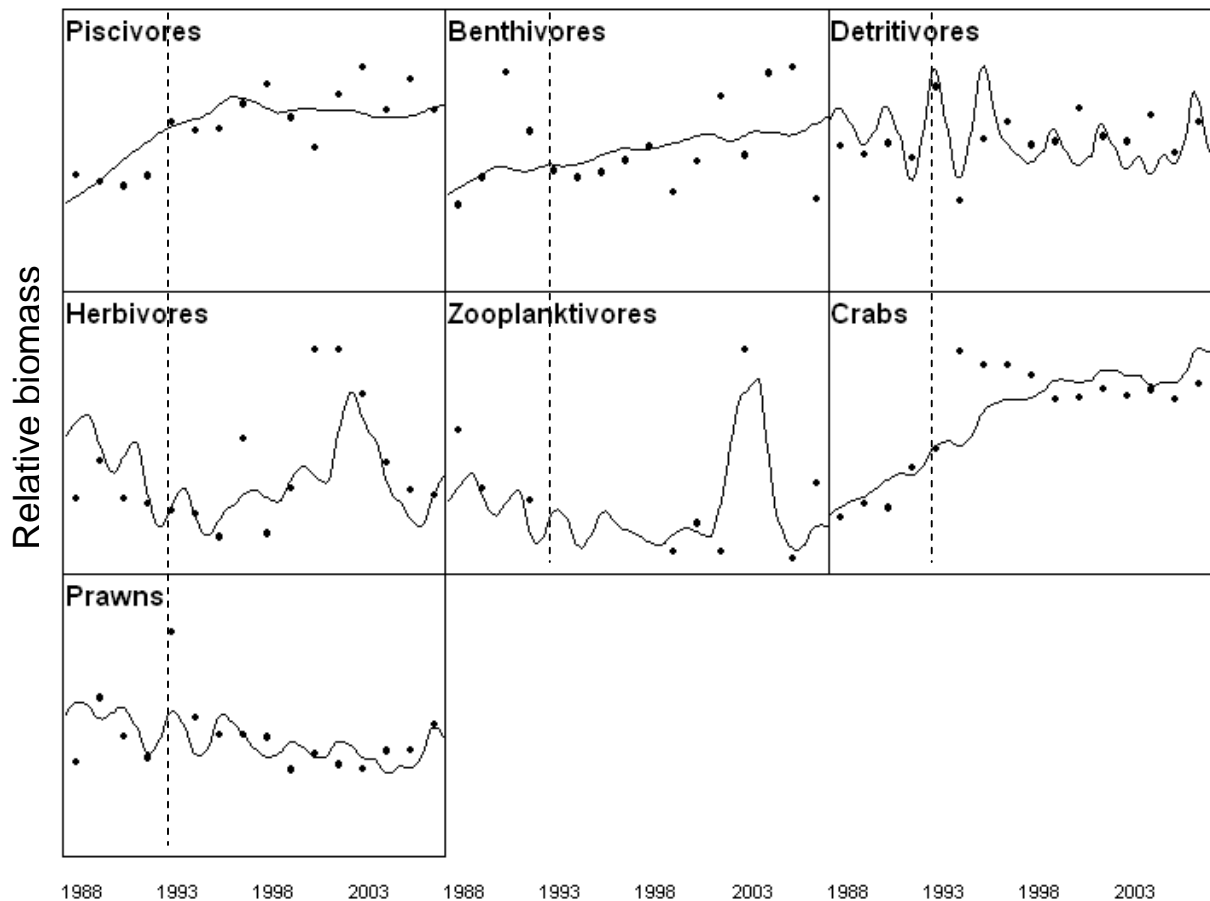 Piscivores
Benthivores
Detritivores
Relative biomass
Herbivores
Zooplanktivores
Crabs
Prawns
1988 1993 1998 2003 1988 1993 1998 2003 1988 1993 1998 2003